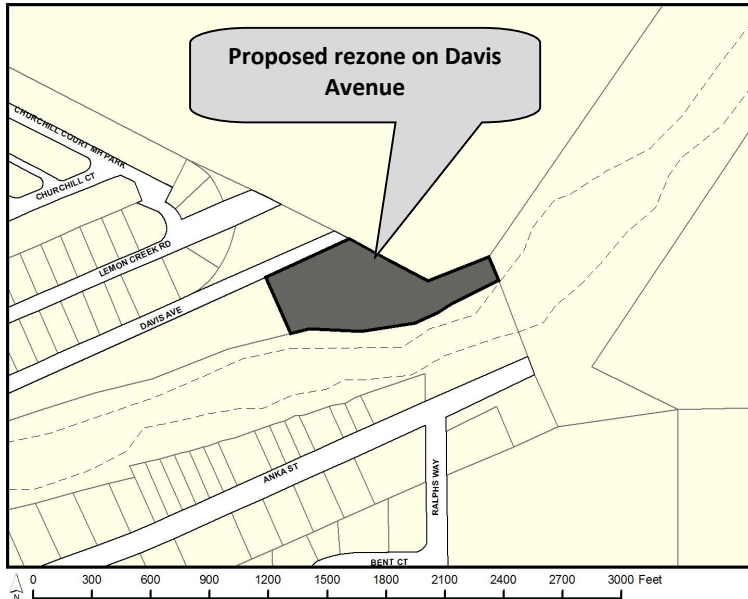 Proposed rezone on Davis
Avenue
CHURCHILL COURT MH PARK
CHURCHILL CT
LEMON CREEK RD
DAVIS AVE
ANKA ST
RALPHS WAY
BENT CT
N
0 300 600 900 1200 1500 1800 2100 2400 2700 3000 Feet